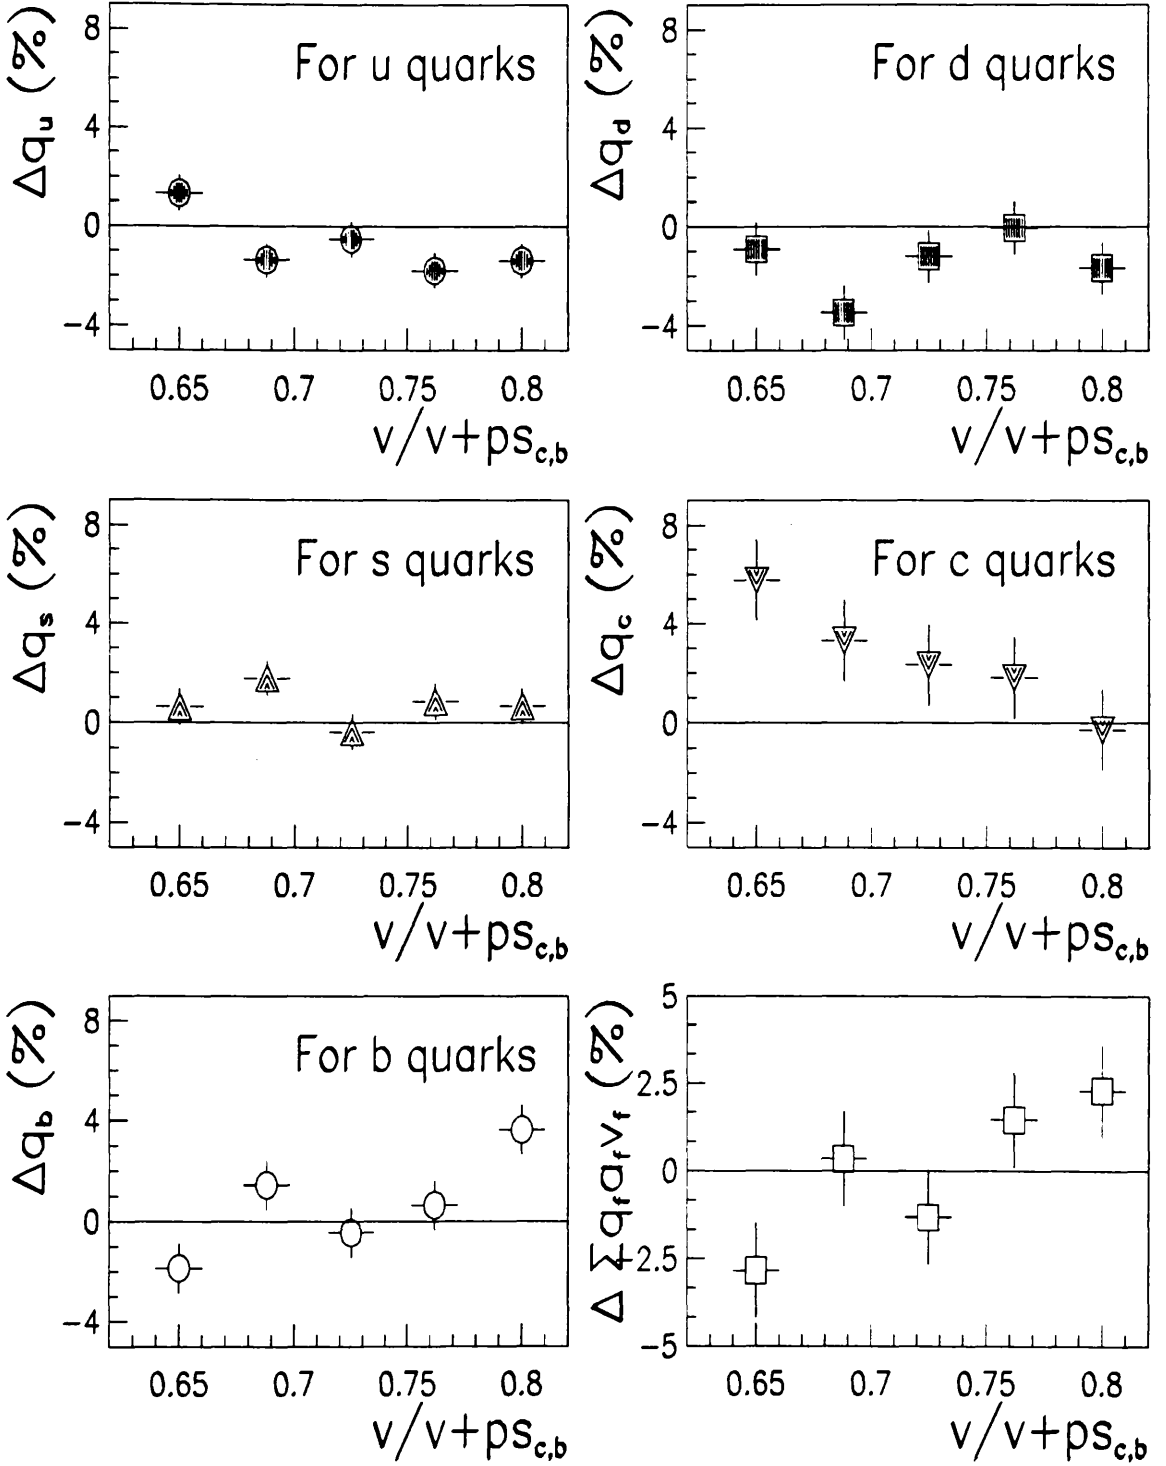 Δq_u (%)
For u quarks
8
4
0
−4
0.65 0.7 0.75 0.8
v/v+ps_c,b
Δq_d (%)
For d quarks
8
4
0
−4
0.65 0.7 0.75 0.8
v/v+ps_c,b
Δq_s (%)
For s quarks
8
4
0
−4
0.65 0.7 0.75 0.8
v/v+ps_c,b
Δq_c (%)
For c quarks
8
4
0
−4
0.65 0.7 0.75 0.8
v/v+ps_c,b
Δq_b (%)
For b quarks
8
4
0
−4
0.65 0.7 0.75 0.8
v/v+ps_c,b
Δ Σq_f a_f v_f (%)
5
2.5
0
−2.5
−5
0.65 0.7 0.75 0.8
v/v+ps_c,b